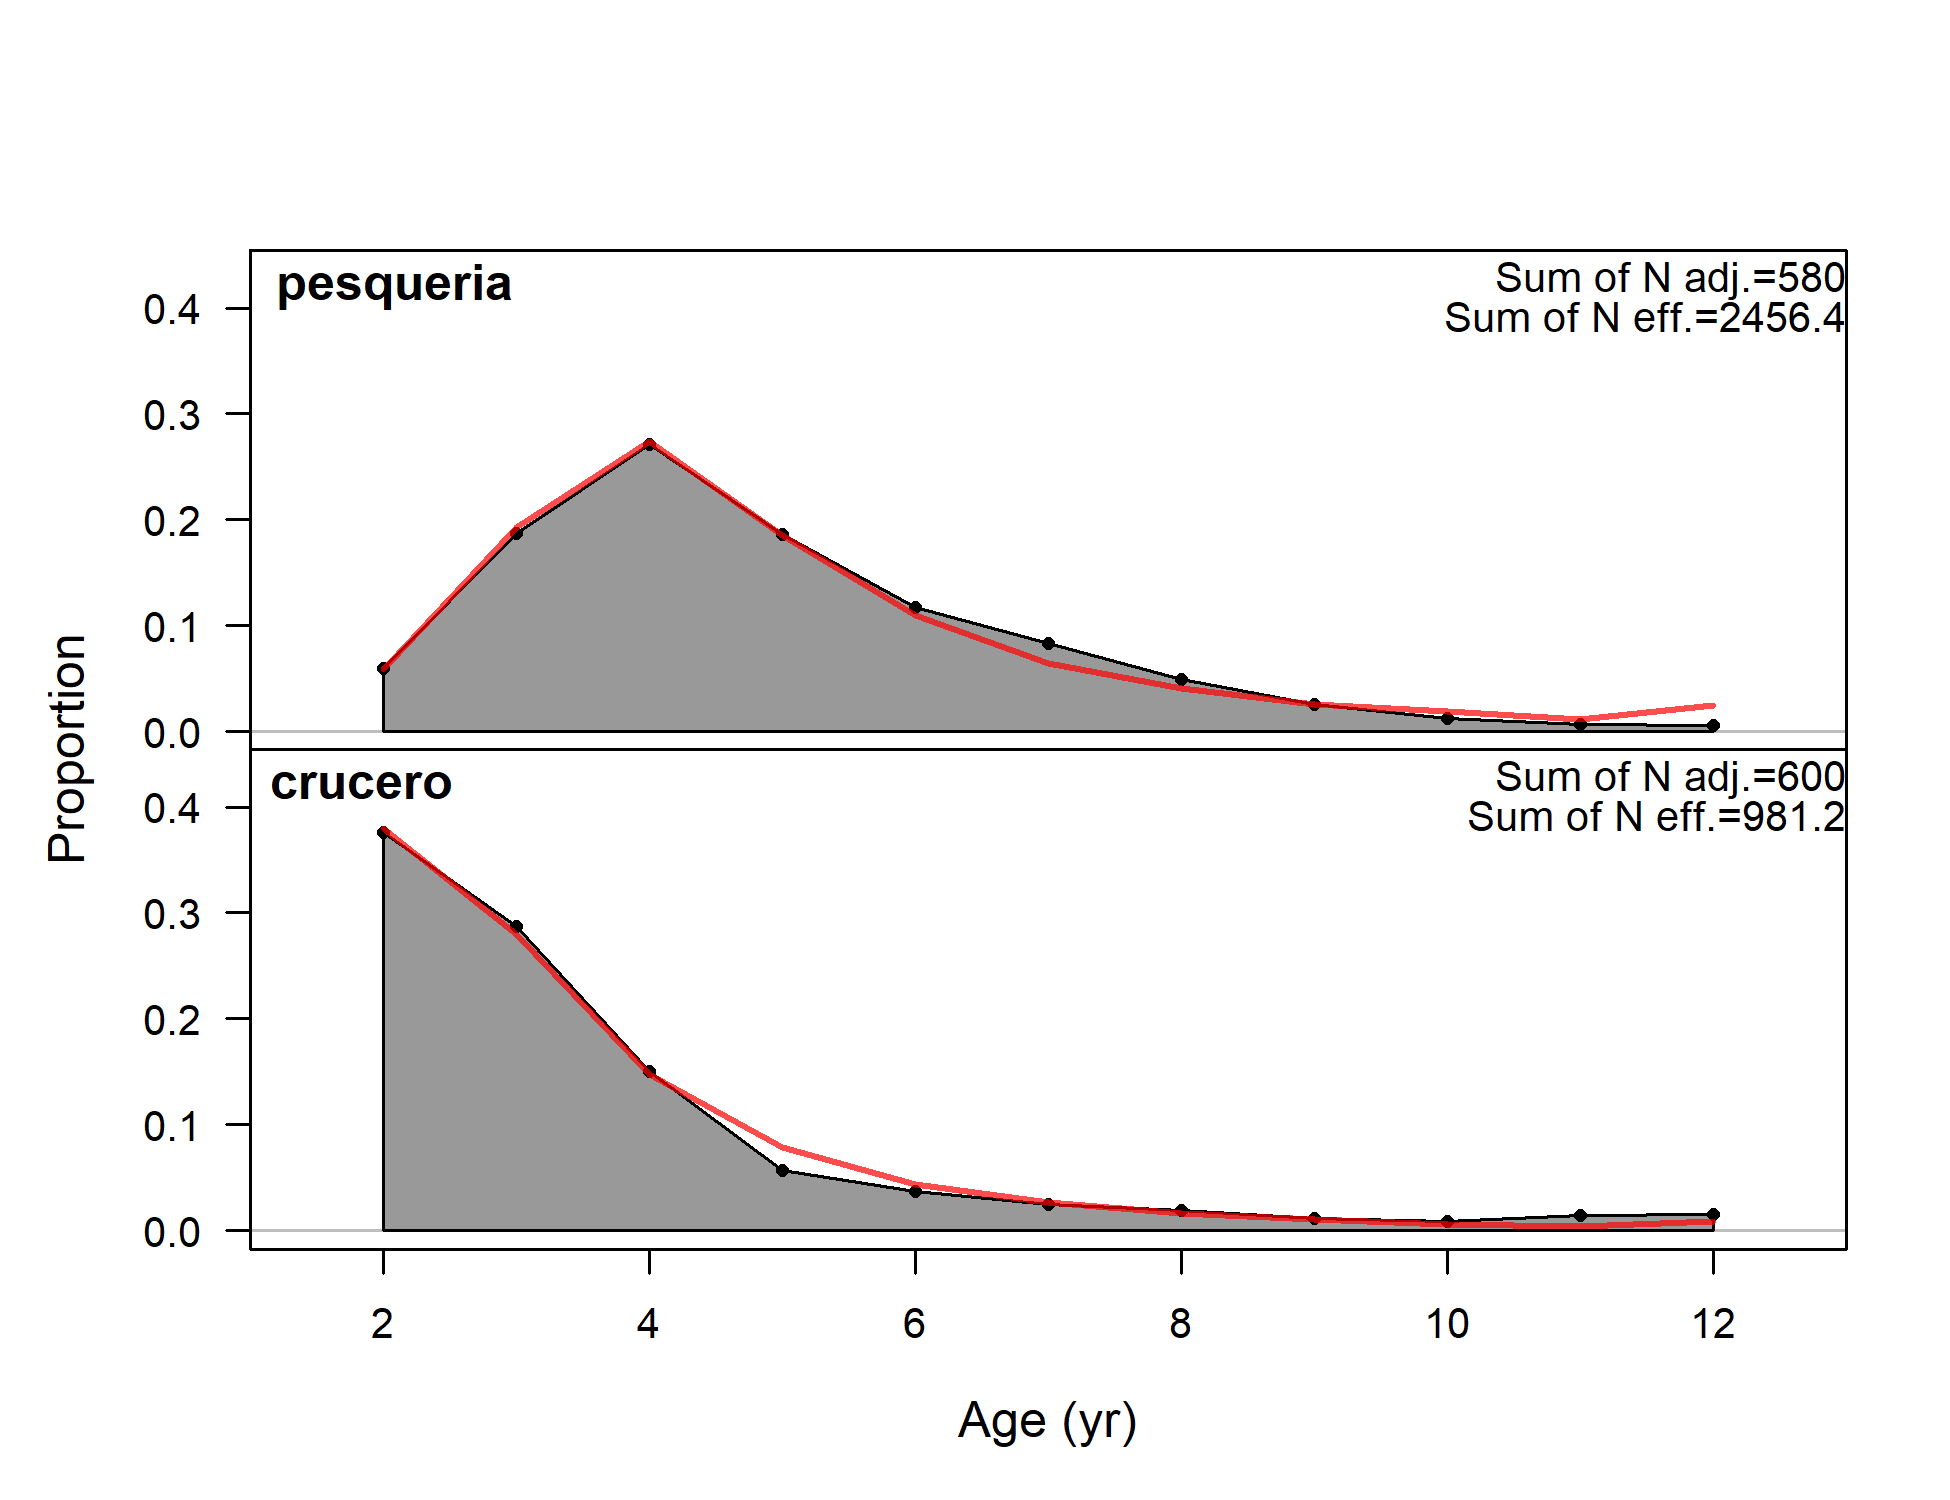 pesqueria
Sum of N adj.=580
Sum of N eff.=2456.4
0.4
0.3
0.2
0.1
0.0
crucero
Sum of N adj.=600
Sum of N eff.=981.2
0.4
0.3
0.2
0.1
0.0
Proportion
2 4 6 8 10 12
Age (yr)